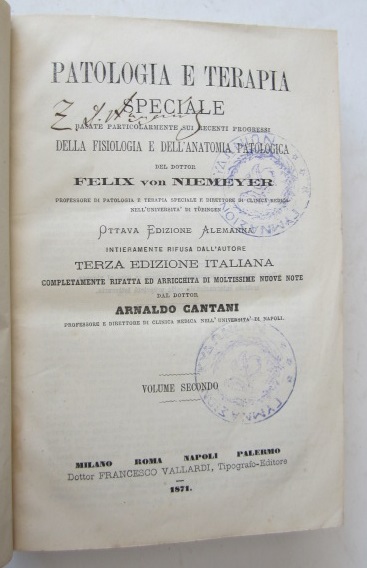 PATOLOGIA E TERAPIA
SPECIALE
BASATE PARTICOLARMENTE SUI RECENTI PROGRESSI
DELLA FISIOLOGIA E DELL'ANATOMIA PATOLOGICA
DEL DOTTOR
FELIX von NIEMEYER
PROFESSORE DI PATOLOGIA E TERAPIA SPECIALE E DIRETTORE DI CLINICA MEDICA
NELL'UNIVERSITA' DI TÜBINGEN
OTTAVA EDIZIONE ALEMANNA
INTIERAMENTE RIFUSA DALL'AUTORE
TERZA EDIZIONE ITALIANA
COMPLETAMENTE RIFATTA ED ARRICCHITA DI MOLTISSIME NUOVE NOTE
DAL DOTTOR
ARNALDO CANTANI
PROFESSORE E DIRETTORE DI CLINICA MEDICA NELL'UNIVERSITA' DI NAPOLI.
VOLUME SECONDO
MILANO ROMA NAPOLI PALERMO
Dottor FRANCESCO VALLARDI, Tipografo-Editore
1871.